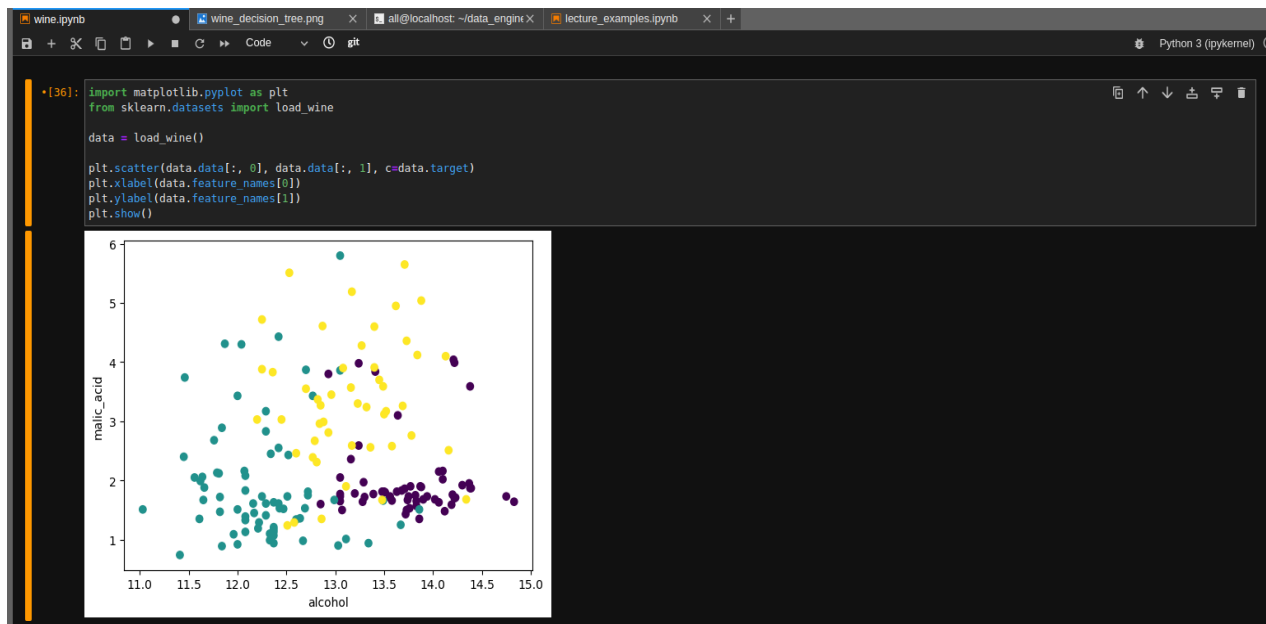 wine.ipynb
wine_decision_tree.png
all@localhost: ~/data_engine
lecture_examples.ipynb
Code
git
Python 3 (ipykernel)
[36]:
import matplotlib.pyplot as plt
from sklearn.datasets import load_wine
data = load_wine()
plt.scatter(data.data[:, 0], data.data[:, 1], c=data.target)
plt.xlabel(data.feature_names[0])
plt.ylabel(data.feature_names[1])
plt.show()
6
5
4
3
2
1
malic_acid
11.0 11.5 12.0 12.5 13.0 13.5 14.0 14.5 15.0
alcohol